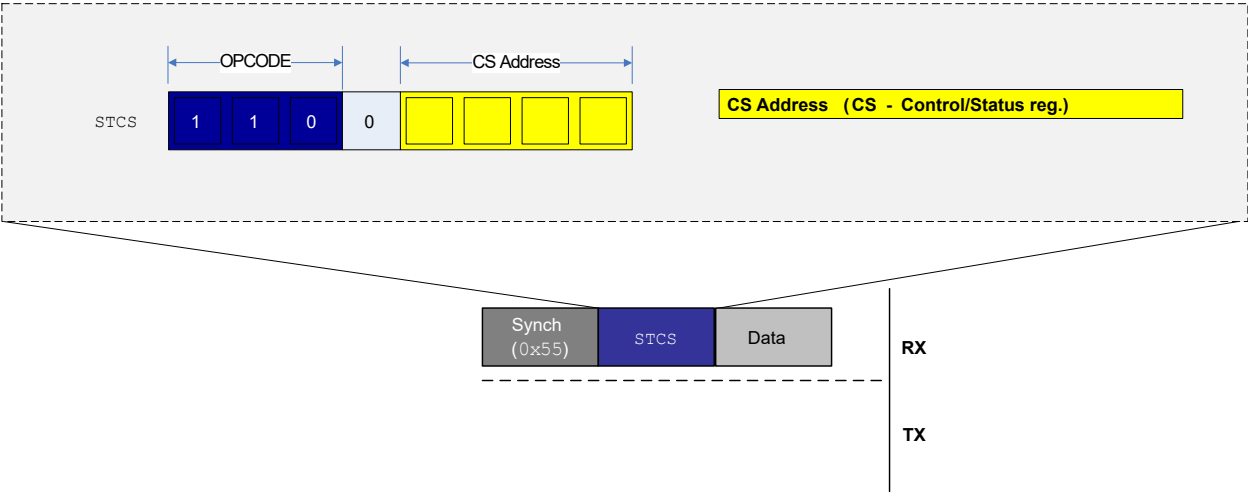 OPCODE
CS Address
STCS
1 1 0 0
CS Address (CS - Control/Status reg.)
Synch
(0x55)
STCS
Data
RX
TX